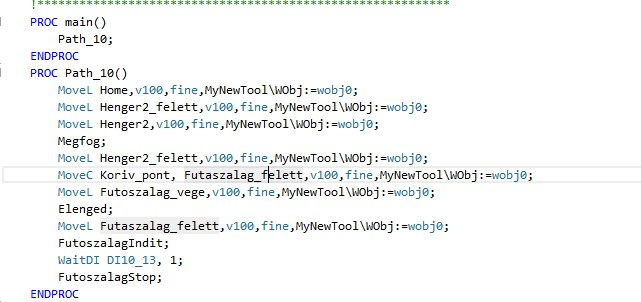 !*******************************************************
PROC main()
Path_10;
ENDPROC
PROC Path_10()
MoveL Home,v100,fine,MyNewTool\WObj:=wobj0;
MoveL Henger2_felett,v100,fine,MyNewTool\WObj:=wobj0;
MoveL Henger2,v100,fine,MyNewTool\WObj:=wobj0;
Megfog;
MoveL Henger2_felett,v100,fine,MyNewTool\WObj:=wobj0;
MoveC Koriv_pont, Futaszalag_felett,v100,fine,MyNewTool\WObj:=wobj0;
MoveL Futoszalag_vege,v100,fine,MyNewTool\WObj:=wobj0;
Elenged;
MoveL Futaszalag_felett,v100,fine,MyNewTool\WObj:=wobj0;
FutoszalagIndit;
WaitDI DI10_13, 1;
FutoszalagStop;
ENDPROC